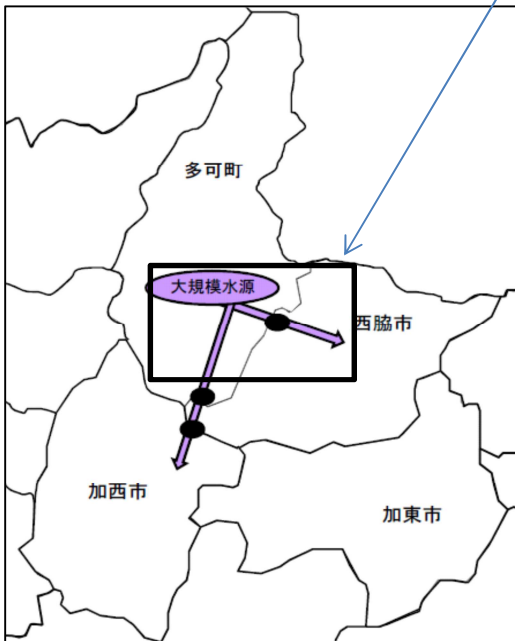 多可町
大規模水源
西脇市
加西市
加東市